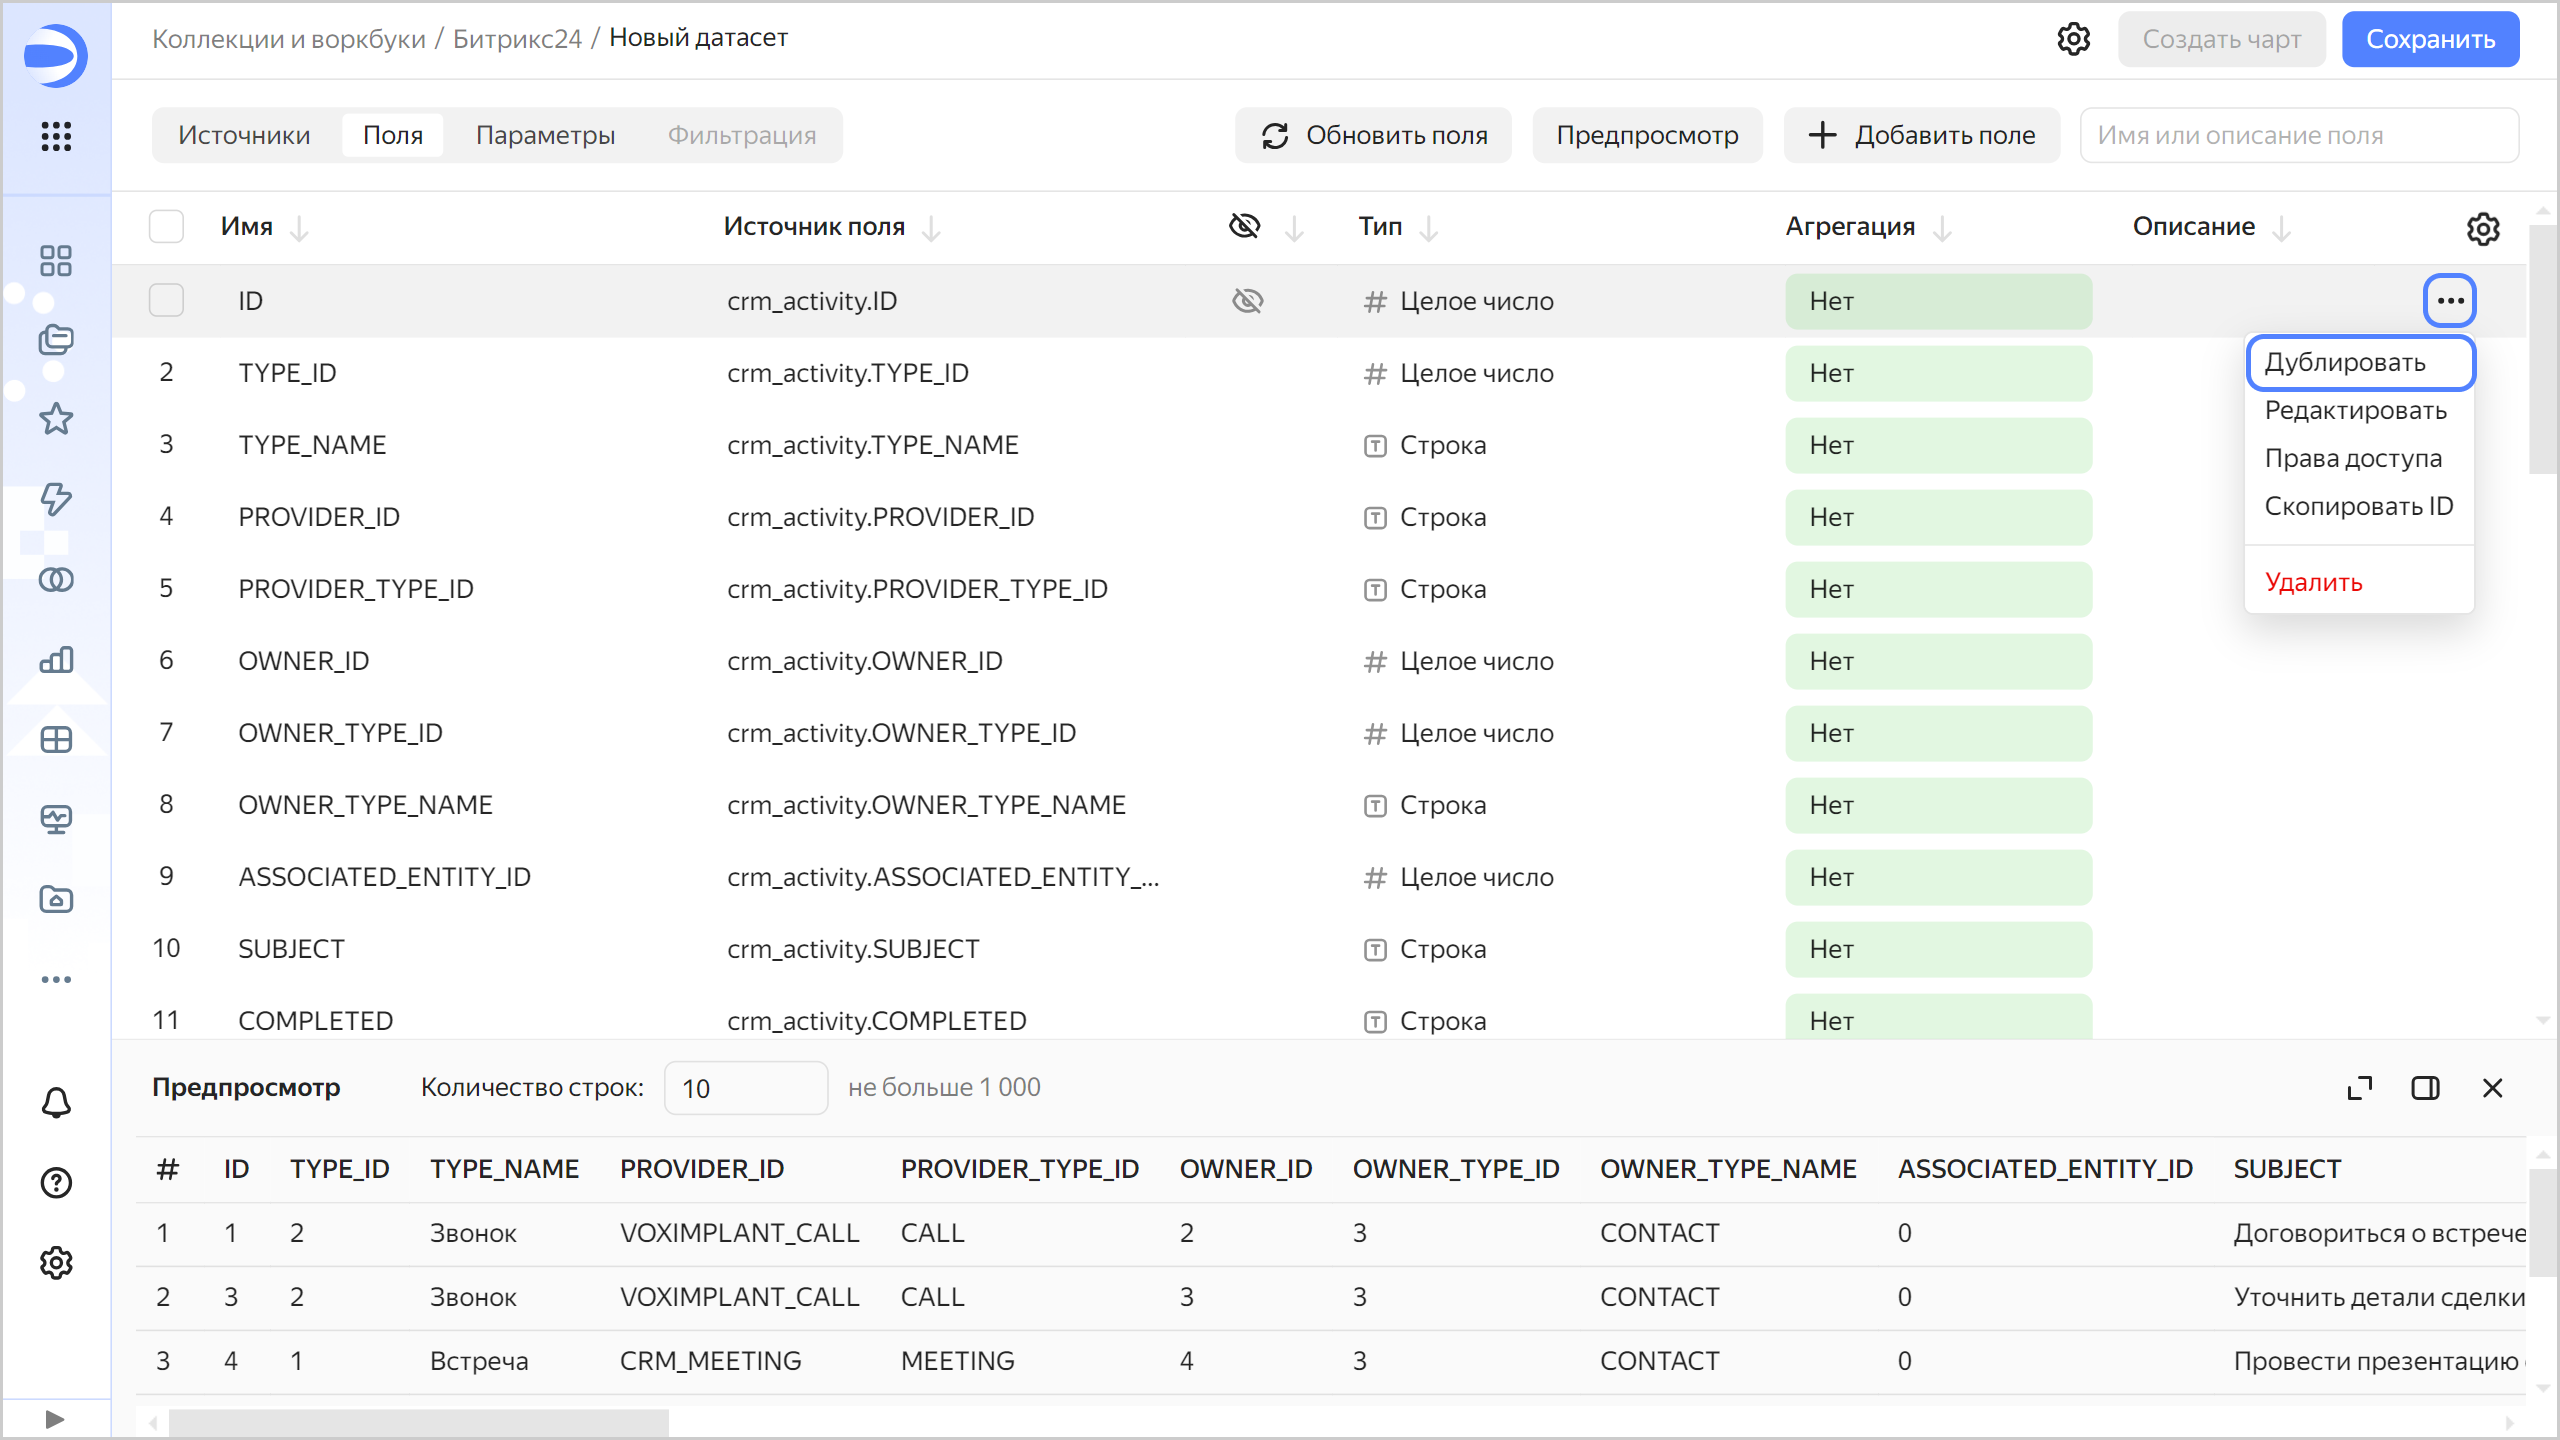 Коллекции и воркбуки / Битрикс24 / Новый датасет
Создать чарт
Сохранить
Источники Поля Параметры Фильтрация
Обновить поля
Предпросмотр
Добавить поле
Имя или описание поля
Имя Источник поля Тип Агрегация Описание
ID crm_activity.ID Целое число Нет
2 TYPE_ID crm_activity.TYPE_ID Целое число Нет
3 TYPE_NAME crm_activity.TYPE_NAME Строка Нет
4 PROVIDER_ID crm_activity.PROVIDER_ID Строка Нет
5 PROVIDER_TYPE_ID crm_activity.PROVIDER_TYPE_ID Строка Нет
6 OWNER_ID crm_activity.OWNER_ID Целое число Нет
7 OWNER_TYPE_ID crm_activity.OWNER_TYPE_ID Целое число Нет
8 OWNER_TYPE_NAME crm_activity.OWNER_TYPE_NAME Строка Нет
9 ASSOCIATED_ENTITY_ID crm_activity.ASSOCIATED_ENTITY_... Целое число Нет
10 SUBJECT crm_activity.SUBJECT Строка Нет
11 COMPLETED crm_activity.COMPLETED Строка Нет
Дублировать
Редактировать
Права доступа
Скопировать ID
Удалить
Предпросмотр Количество строк: 10 не больше 1 000
# ID TYPE_ID TYPE_NAME PROVIDER_ID PROVIDER_TYPE_ID OWNER_ID OWNER_TYPE_ID OWNER_TYPE_NAME ASSOCIATED_ENTITY_ID SUBJECT
1 1 2 Звонок VOXIMPLANT_CALL CALL 2 3 CONTACT 0 Договориться о встрече
2 3 2 Звонок VOXIMPLANT_CALL CALL 3 3 CONTACT 0 Уточнить детали сделки
3 4 1 Встреча CRM_MEETING MEETING 4 3 CONTACT 0 Провести презентацию